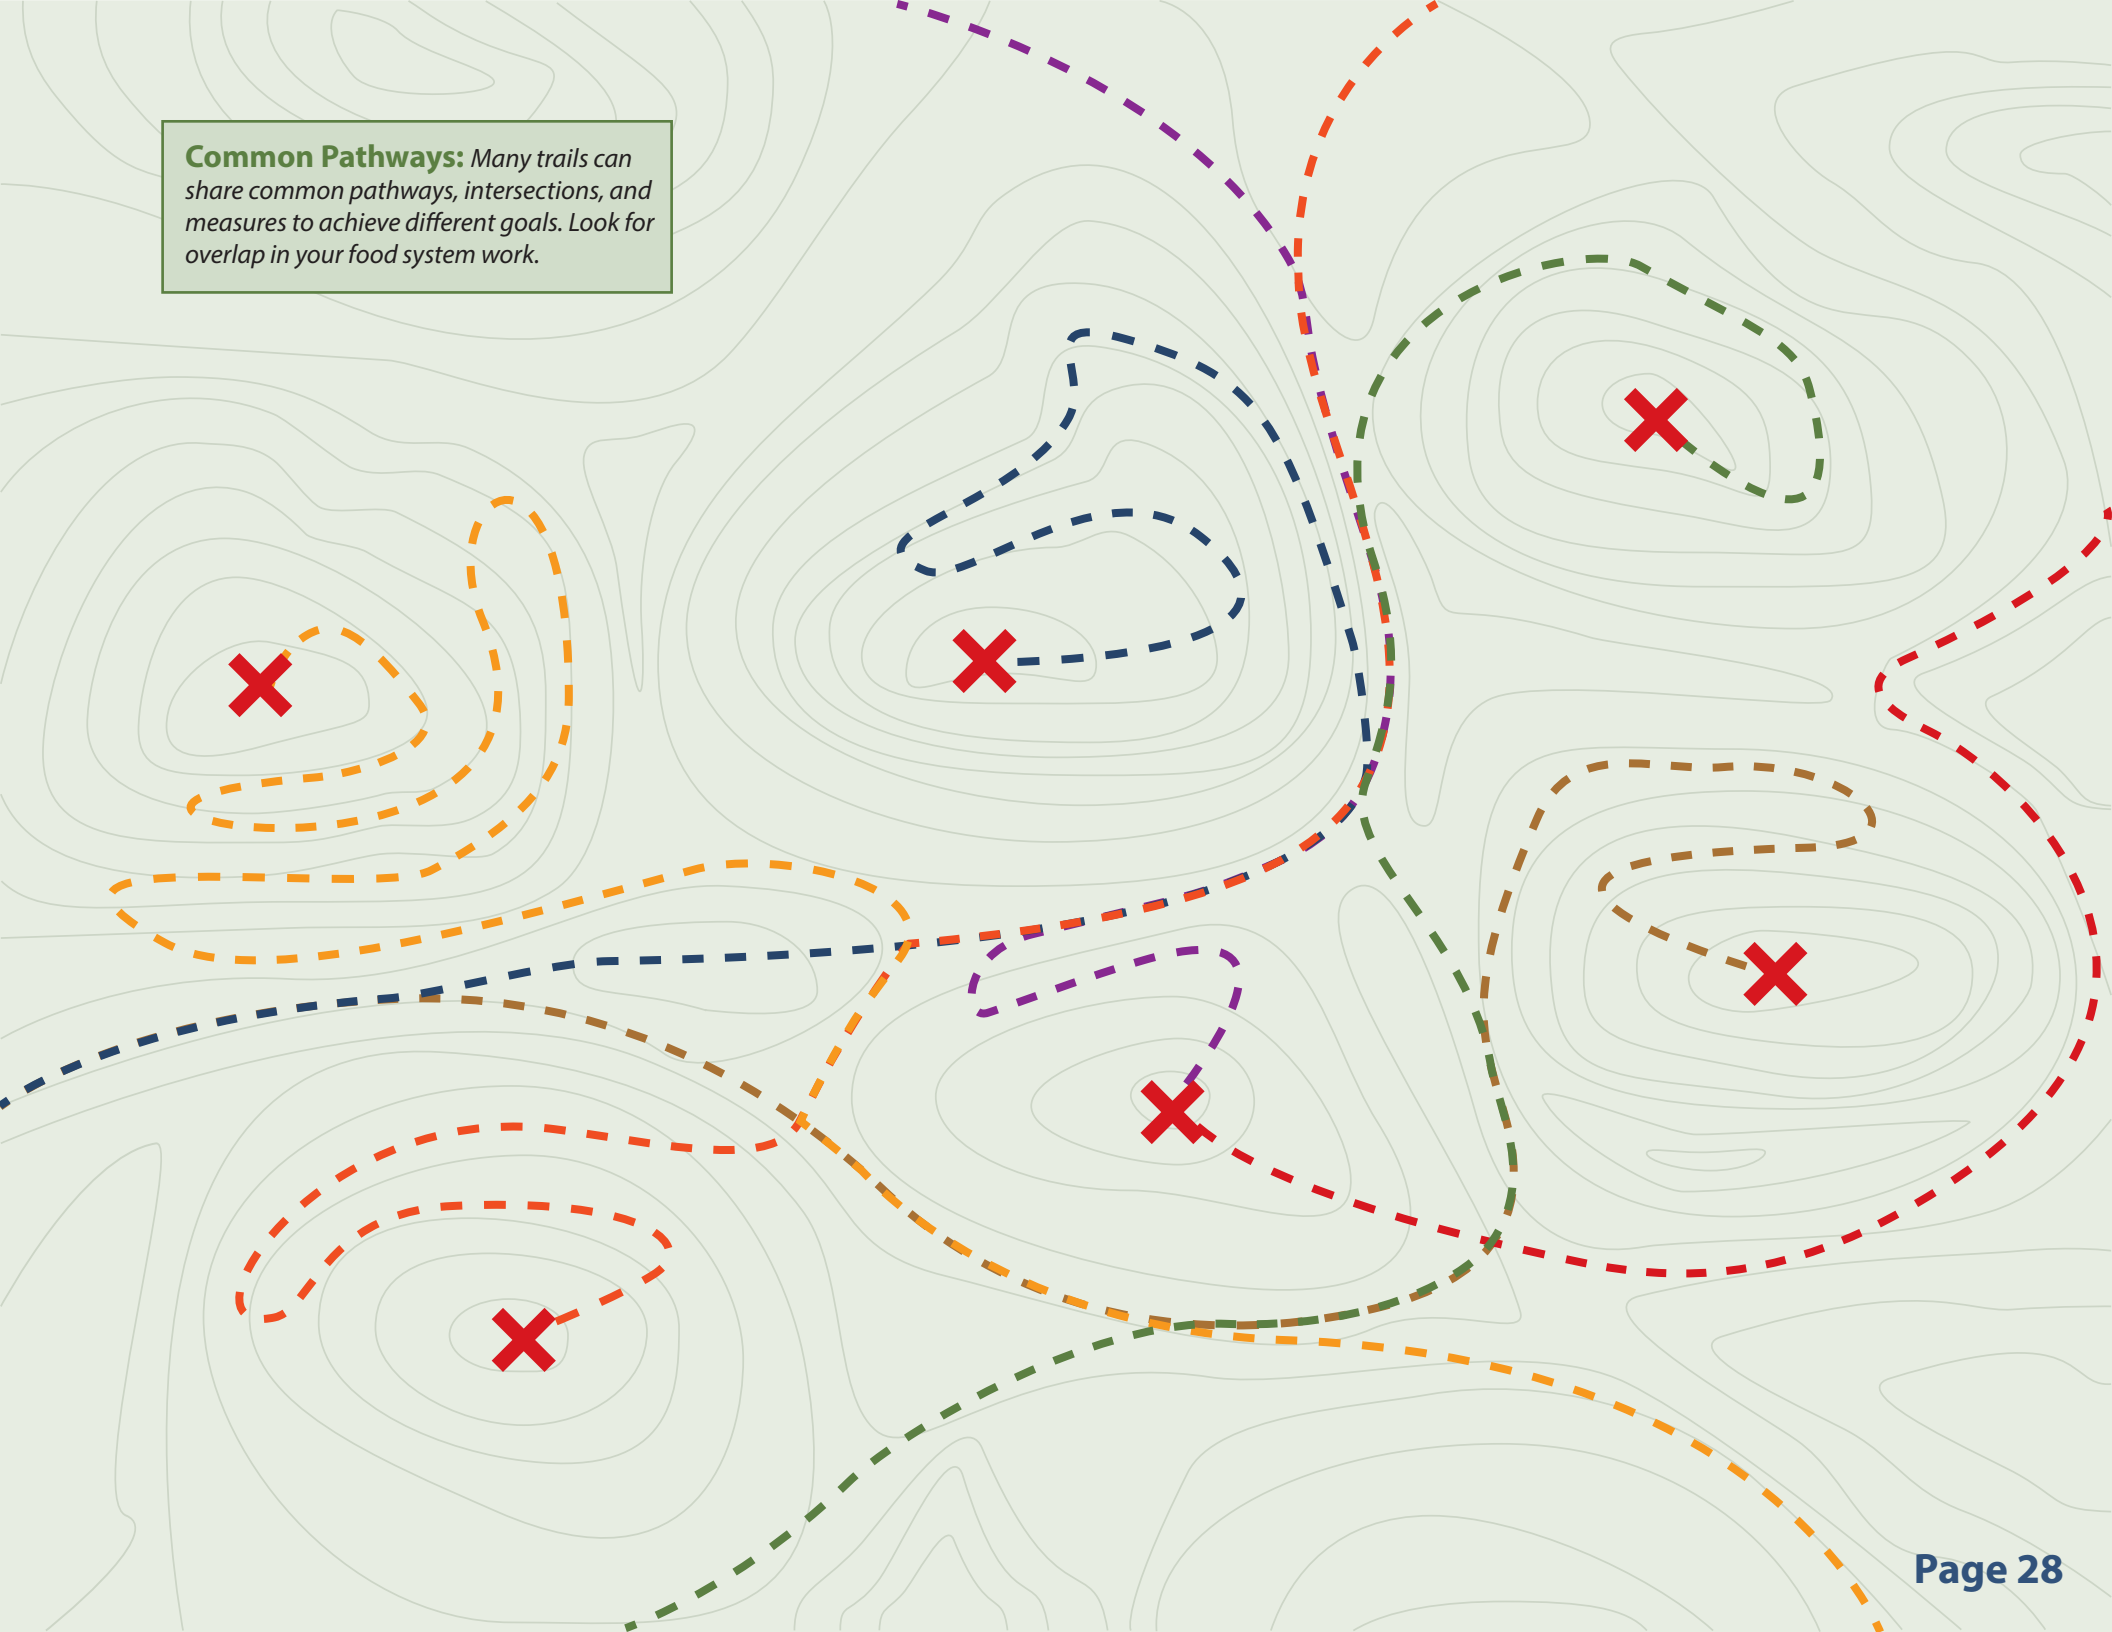 Common Pathways: Many trails can
share common pathways, intersections, and
measures to achieve different goals. Look for
overlap in your food system work.
Page 28